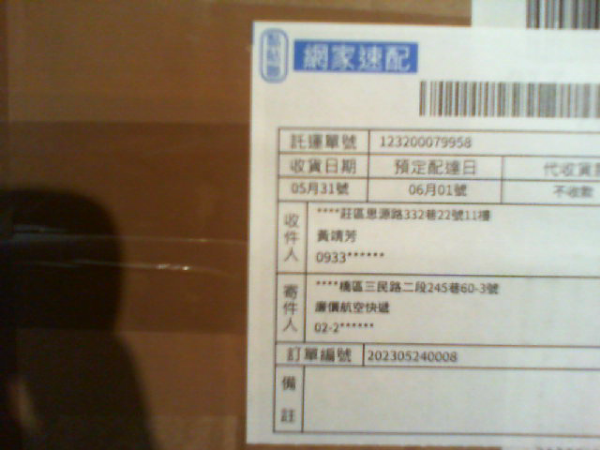 網家速配
託運單號 123200079958
收貨日期 預定配達日 代收貨
05月31號 06月01號 不收款
收件人
****莊區思源路332巷22號11樓
黃靖芳
0933******
寄件人
****橋區三民路二段245巷60-3號
廉價航空快遞
02-2******
訂單編號 202305240008
備註